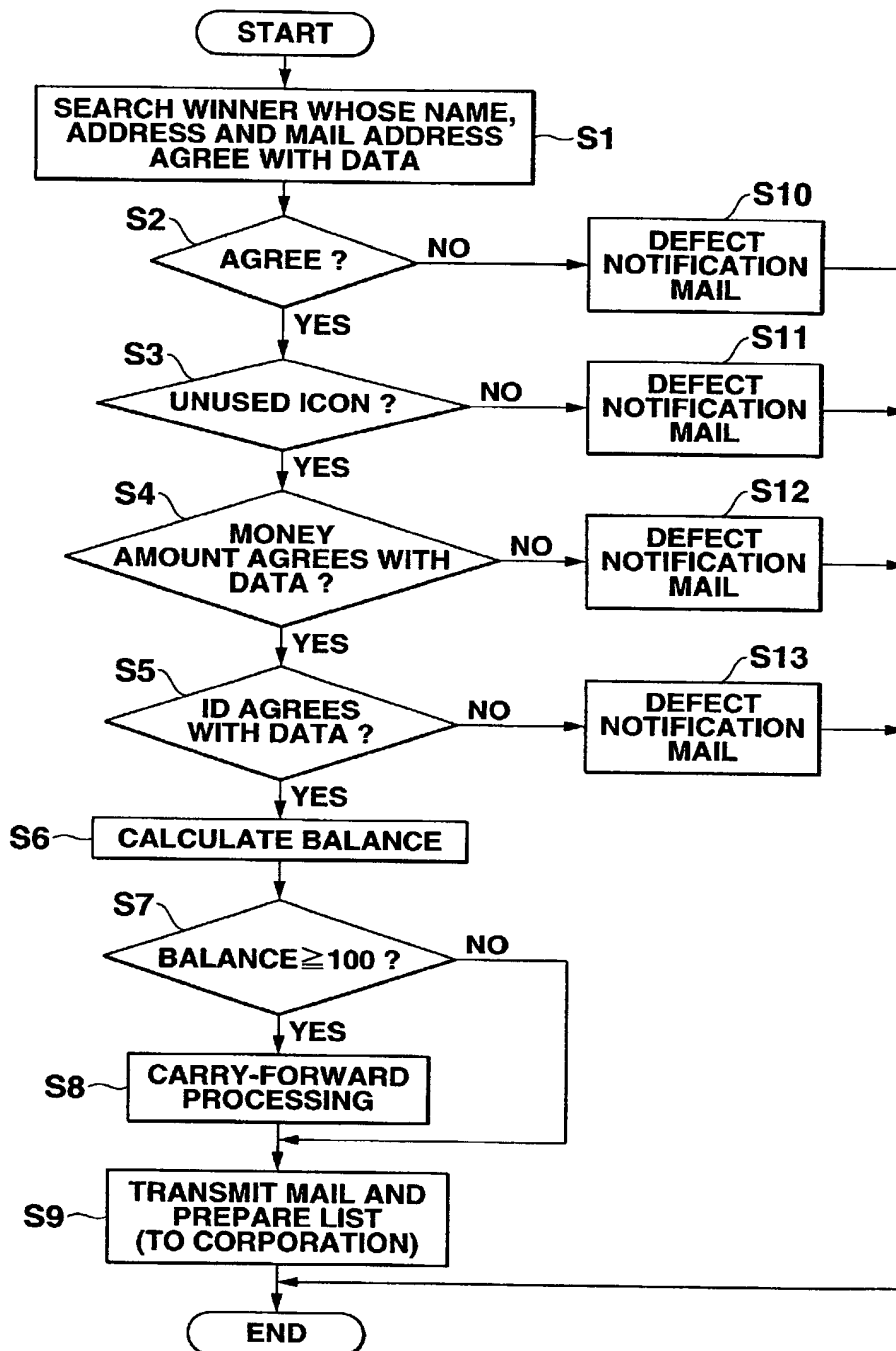 START
SEARCH WINNER WHOSE NAME,
ADDRESS AND MAIL ADDRESS
AGREE WITH DATA
S1
S2
AGREE ?
NO
S10
DEFECT
NOTIFICATION
MAIL
YES
S3
UNUSED ICON ?
NO
S11
DEFECT
NOTIFICATION
MAIL
YES
S4
MONEY
AMOUNT AGREES WITH
DATA ?
NO
S12
DEFECT
NOTIFICATION
MAIL
YES
S5
ID AGREES
WITH DATA ?
NO
S13
DEFECT
NOTIFICATION
MAIL
YES
S6
CALCULATE BALANCE
S7
BALANCE≧100 ?
NO
YES
S8
CARRY-FORWARD
PROCESSING
S9
TRANSMIT MAIL AND
PREPARE LIST
(TO CORPORATION)
END